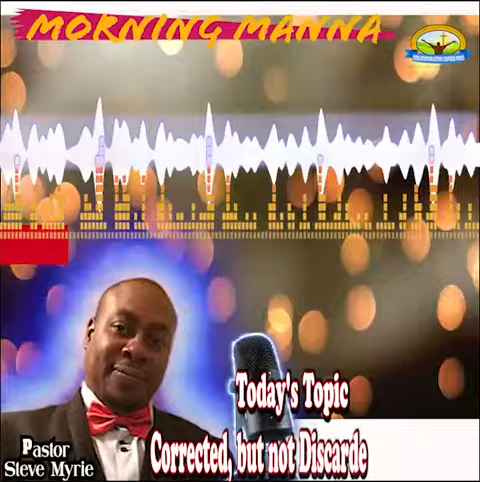 MORNING MANNA
Today's Topic
Corrected, but not Discarde
Pastor
Steve Myrie